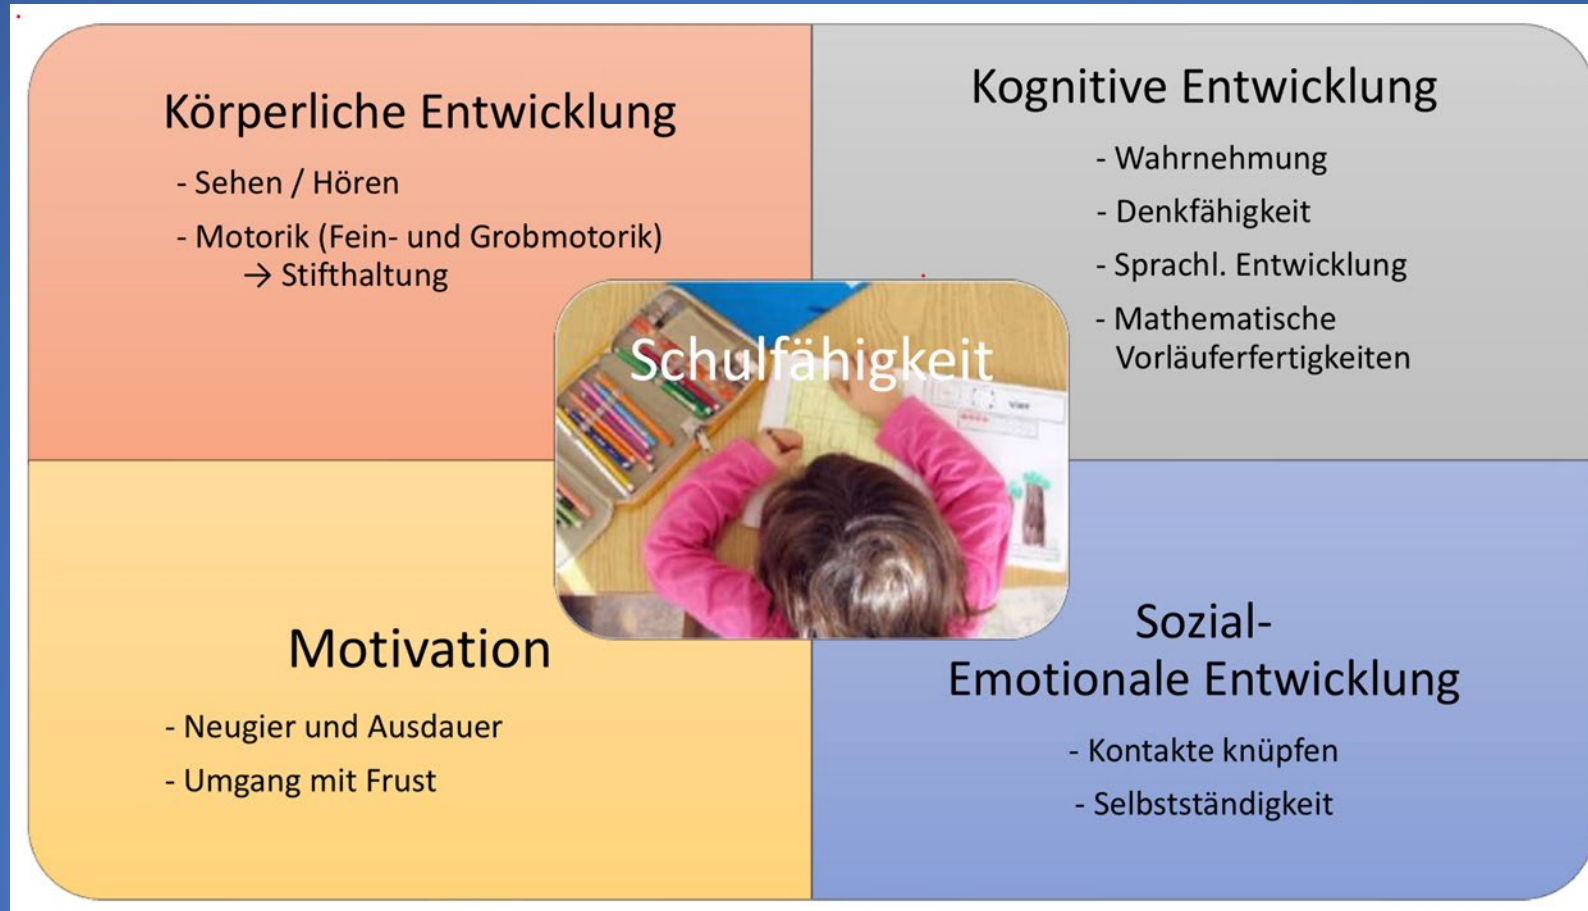 Körperliche Entwicklung
- Sehen / Hören
- Motorik (Fein- und Grobmotorik)
→ Stifthaltung
Kognitive Entwicklung
- Wahrnehmung
- Denkfähigkeit
- Sprachl. Entwicklung
- Mathematische
Vorläuferfertigkeiten
Schulfähigkeit
vier
Motivation
- Neugier und Ausdauer
- Umgang mit Frust
Sozial-
Emotionale Entwicklung
- Kontakte knüpfen
- Selbstständigkeit